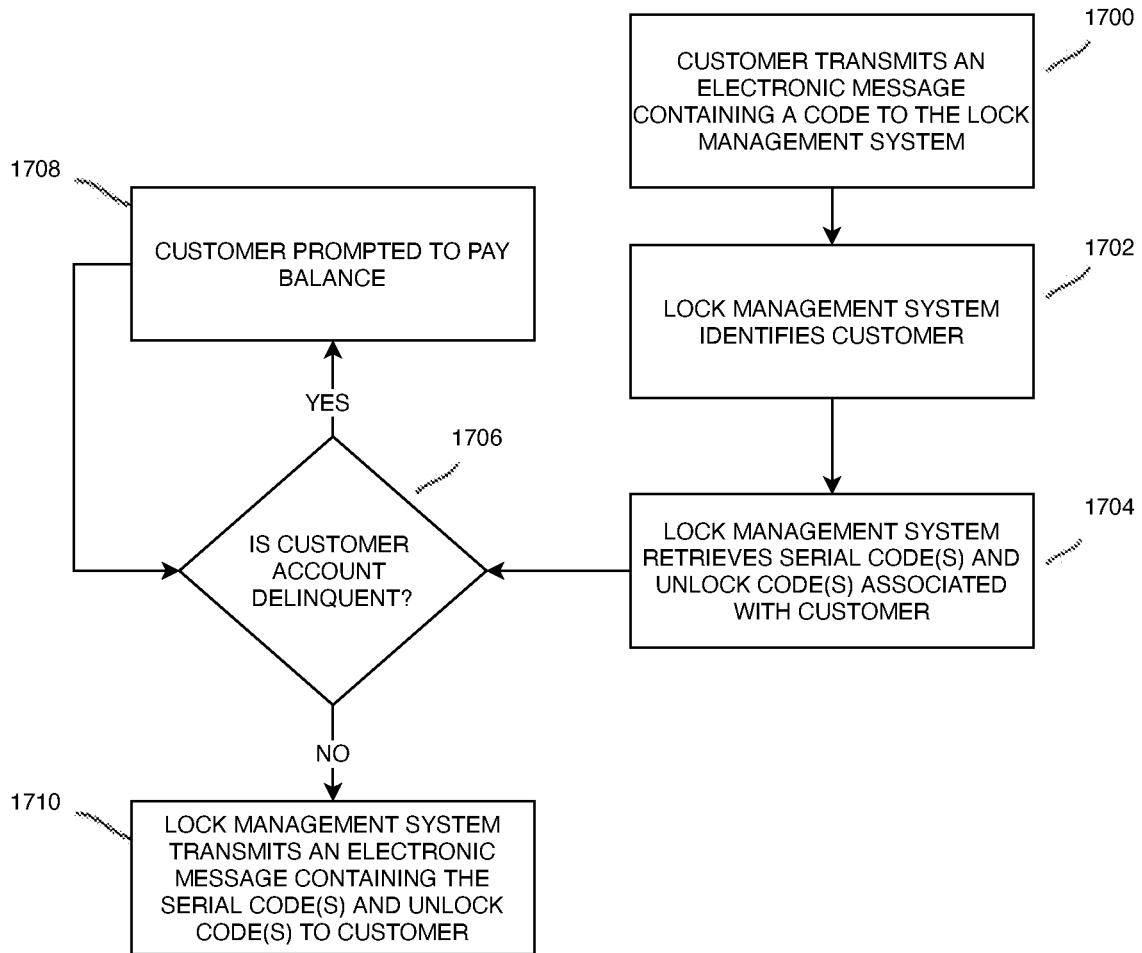 1700
CUSTOMER TRANSMITS AN
ELECTRONIC MESSAGE
CONTAINING A CODE TO THE LOCK
MANAGEMENT SYSTEM
1702
LOCK MANAGEMENT SYSTEM
IDENTIFIES CUSTOMER
1704
LOCK MANAGEMENT SYSTEM
RETRIEVES SERIAL CODE(S) AND
UNLOCK CODE(S) ASSOCIATED
WITH CUSTOMER
1706
IS CUSTOMER
ACCOUNT
DELINQUENT?
YES
1708
CUSTOMER PROMPTED TO PAY
BALANCE
NO
1710
LOCK MANAGEMENT SYSTEM
TRANSMITS AN ELECTRONIC
MESSAGE CONTAINING THE
SERIAL CODE(S) AND UNLOCK
CODE(S) TO CUSTOMER